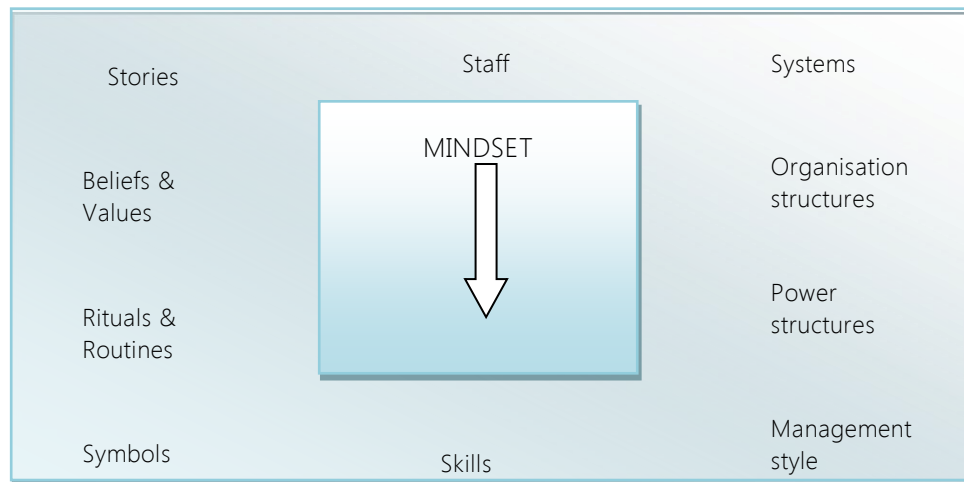 Stories
Staff
Systems
MINDSET
Beliefs &
Values
Organisation
structures
Rituals &
Routines
Power
structures
Symbols
Skills
Management
style